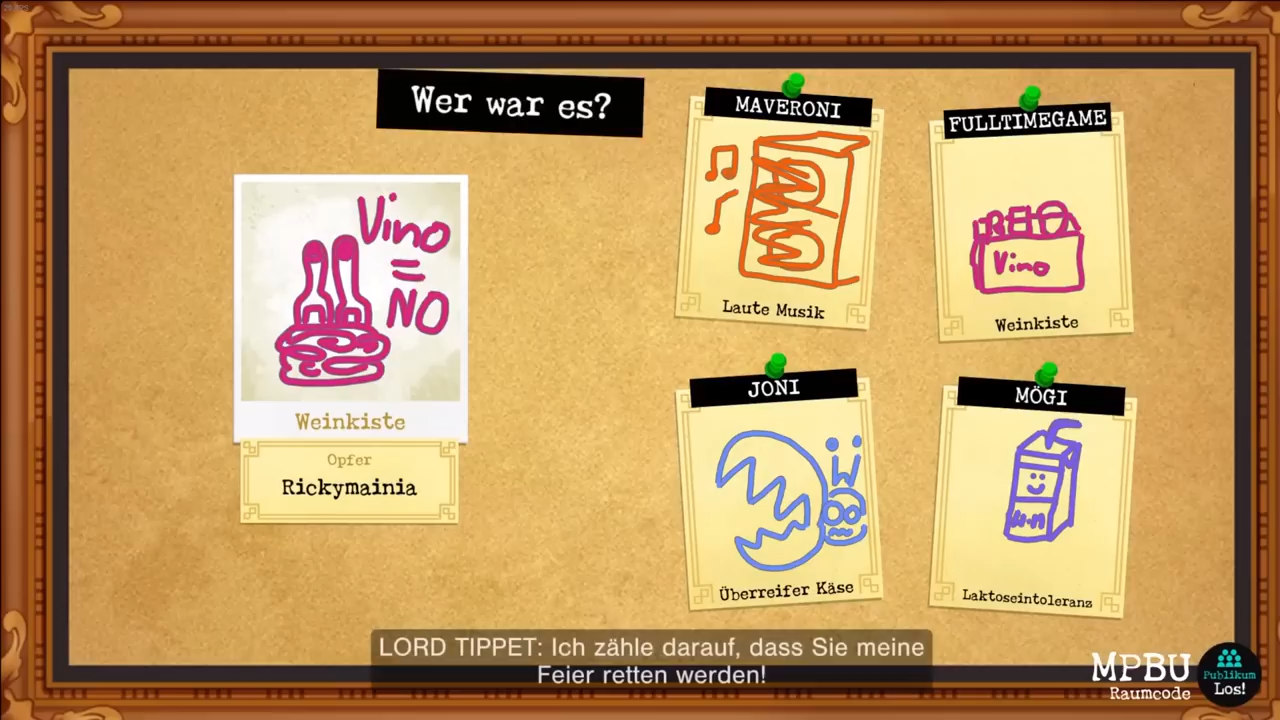 Wer war es?
Vino
=
NO
Weinkiste
Opfer
Rickymainia
MAVERONI
Laute Musik
FULLTIMEGAME
Vino
Weinkiste
JONI
Überreifer Käse
MÖGI
Laktoseintoleranz
LORD TIPPET: Ich zähle darauf, dass Sie meine
Feier retten werden!
MPBU
Raumcode
Publikum
Los!